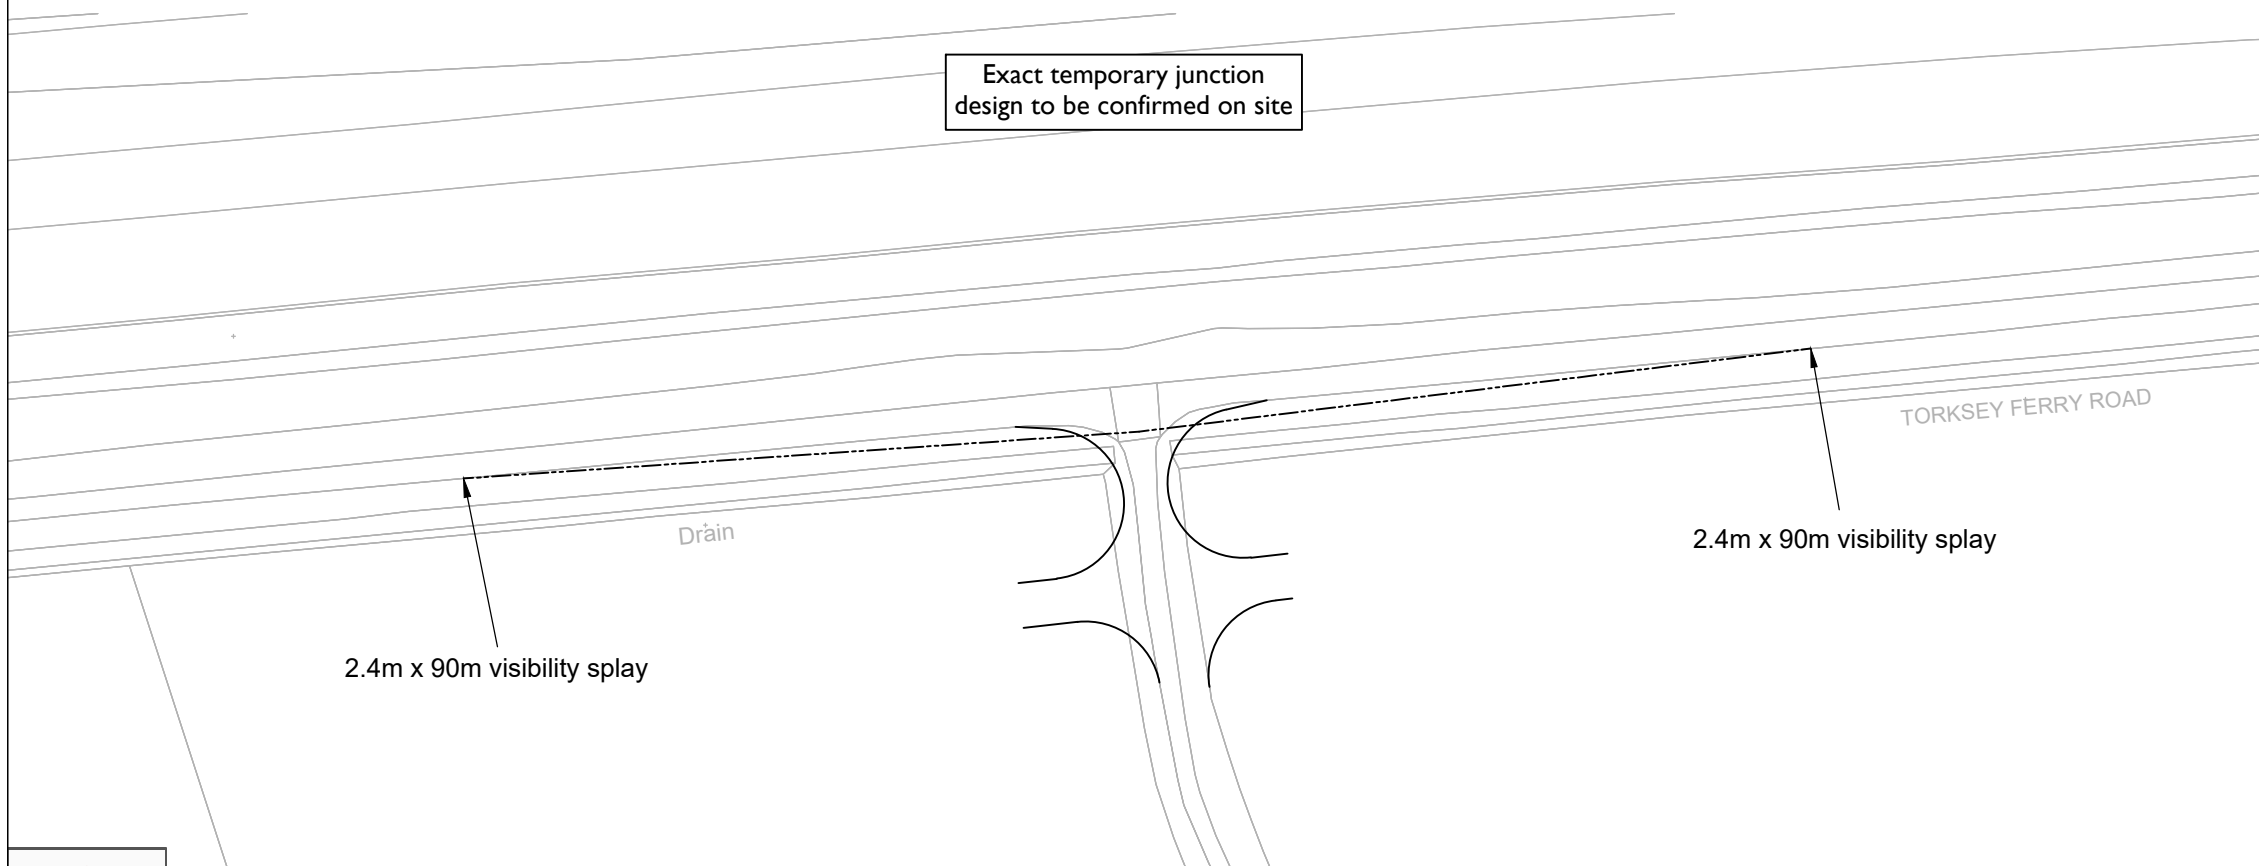 Exact temporary junction
design to be confirmed on site
TORKSEY FERRY ROAD
Drain
2.4m x 90m visibility splay
2.4m x 90m visibility splay